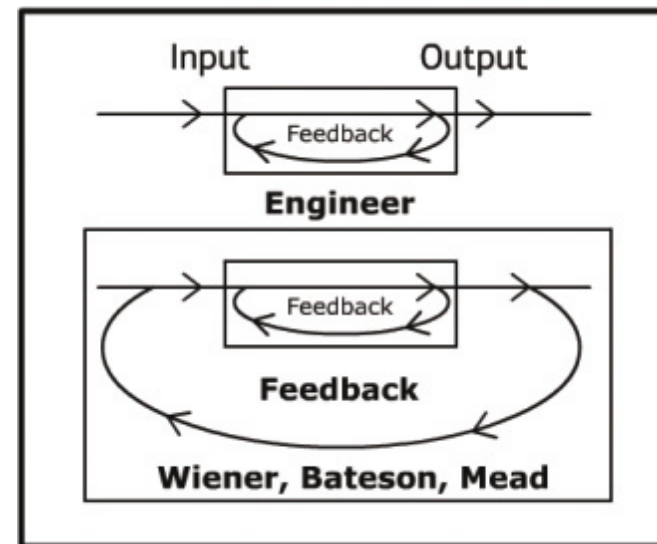 Input Output
Feedback
Engineer
Feedback
Feedback
Wiener, Bateson, Mead